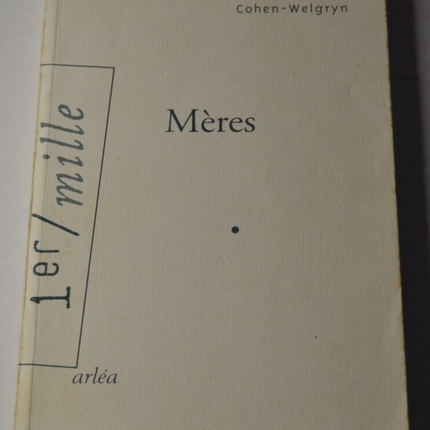 Cohen-Welgryn
Mères
1er/mille
arléa